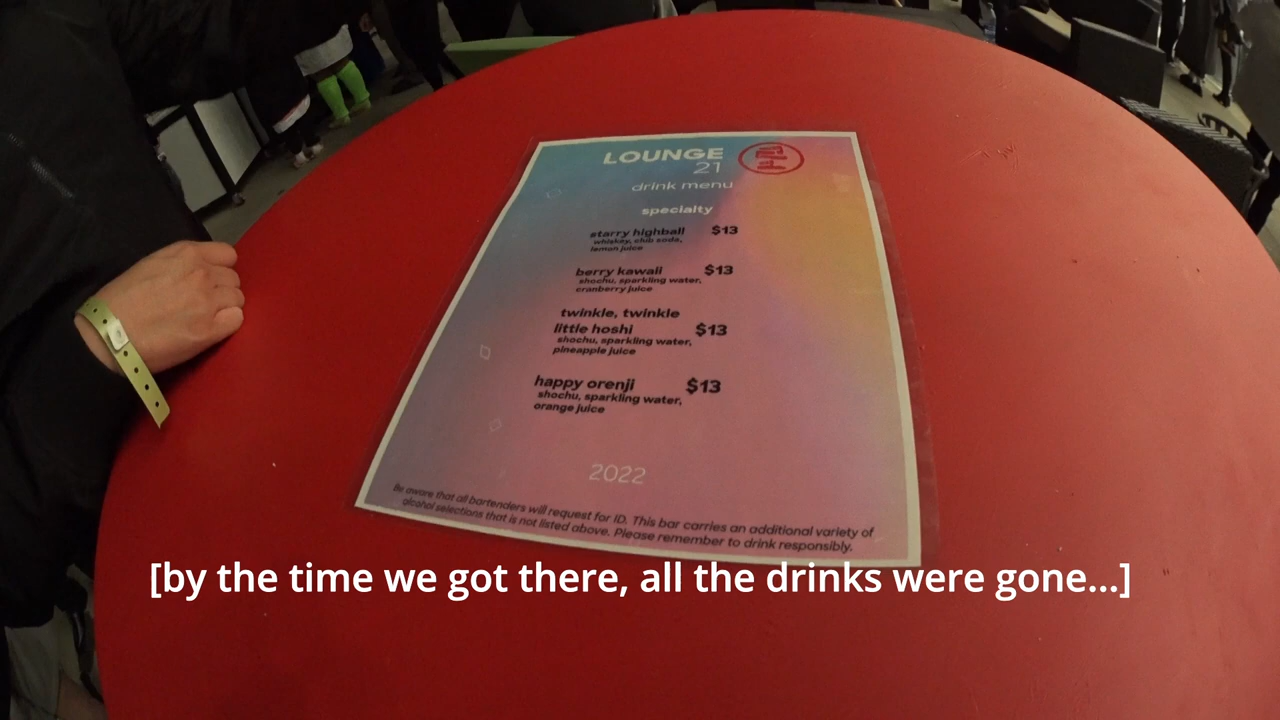 LOUNGE
21
drink menu
specialty
starry highball $13
whiskey, club soda,
lemon juice
berry kawaii $13
shochu, sparkling water,
cranberry juice
twinkle, twinkle
little hoshi $13
shochu, sparkling water,
pineapple juice
happy orenji $13
shochu, sparkling water,
orange juice
2022
Be aware that all bartenders will request for ID. This bar carries an additional variety of
alcohol selections that is not listed above. Please remember to drink responsibly.
[by the time we got there, all the drinks were gone...]